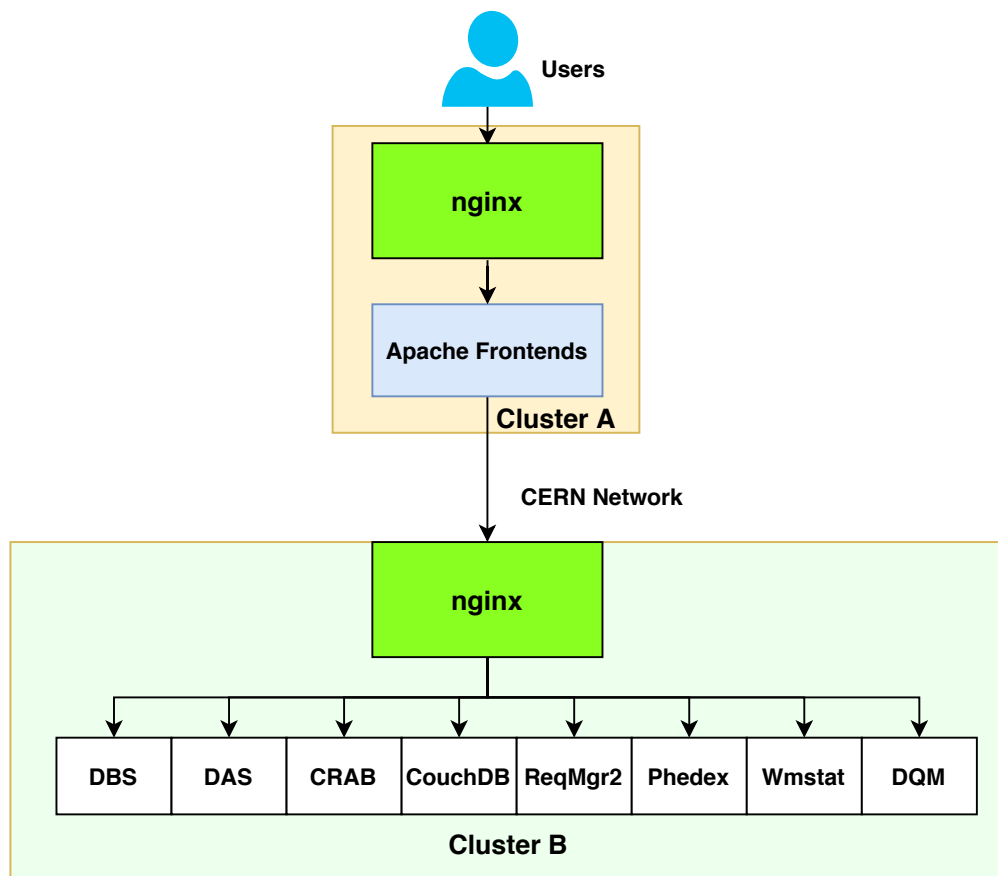 Users
nginx
Apache Frontends
Cluster A
CERN Network
nginx
DBS DAS CRAB CouchDB ReqMgr2 Phedex Wmstat DQM
Cluster B